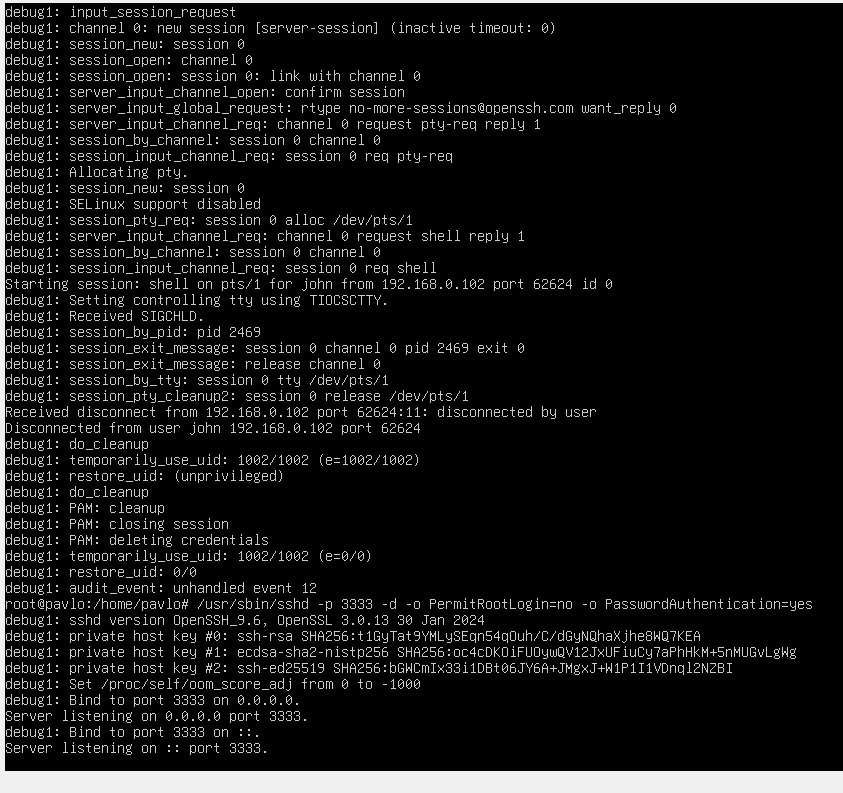 debug1: input_session_request
debug1: channel 0: new session [server-session] (inactive timeout: 0)
debug1: session_new: session 0
debug1: session_open: channel 0
debug1: session_open: session 0: link with channel 0
debug1: server_input_channel_open: confirm session
debug1: server_input_global_request: rtype no-more-sessions@openssh.com want_reply 0
debug1: server_input_channel_req: channel 0 request pty-req reply 1
debug1: session_by_channel: session 0 channel 0
debug1: session_input_channel_req: session 0 req pty-req
debug1: Allocating pty.
debug1: session_new: session 0
debug1: SELinux support disabled
debug1: session_pty_req: session 0 alloc /dev/pts/1
debug1: server_input_channel_req: channel 0 request shell reply 1
debug1: session_by_channel: session 0 channel 0
debug1: session_input_channel_req: session 0 req shell
Starting session: shell on pts/1 for john from 192.168.0.102 port 62624 id 0
debug1: Setting controlling tty using TIOCSCTTY.
debug1: Received SIGCHLD.
debug1: session_by_pid: pid 2469
debug1: session_exit_message: session 0 channel 0 pid 2469 exit 0
debug1: session_exit_message: release channel 0
debug1: session_by_tty: session 0 tty /dev/pts/1
debug1: session_pty_cleanup2: session 0 release /dev/pts/1
Received disconnect from 192.168.0.102 port 62624:11: disconnected by user
Disconnected from user john 192.168.0.102 port 62624
debug1: do_cleanup
debug1: temporarily_use_uid: 1002/1002 (e=1002/1002)
debug1: restore_uid: (unprivileged)
debug1: do_cleanup
debug1: PAM: cleanup
debug1: PAM: closing session
debug1: PAM: deleting credentials
debug1: temporarily_use_uid: 1002/1002 (e=0/0)
debug1: restore_uid: 0/0
debug1: audit_event: unhandled event 12
root@pavlo:/home/pavlo# /usr/sbin/sshd -p 3333 -d -o PermitRootLogin=no -o PasswordAuthentication=yes
debug1: sshd version OpenSSH_9.6, OpenSSL 3.0.13 30 Jan 2024
debug1: private host key #0: ssh-rsa SHA256:t1GyTat9YMLySEqn54qOuh/C/dGyNQhaXjhe8WQ7KEA
debug1: private host key #1: ecdsa-sha2-nistp256 SHA256:oc4cDKOiFUOywQV12JxUFiuCy7aPhHkM+5nMUGvLgWg
debug1: private host key #2: ssh-ed25519 SHA256:bGWCmIx33i1DBt06JY6A+JMgxJ+W1P1I1VDnql2NZBI
debug1: Set /proc/self/oom_score_adj from 0 to -1000
debug1: Bind to port 3333 on 0.0.0.0.
Server listening on 0.0.0.0 port 3333.
debug1: Bind to port 3333 on ::.
Server listening on :: port 3333.